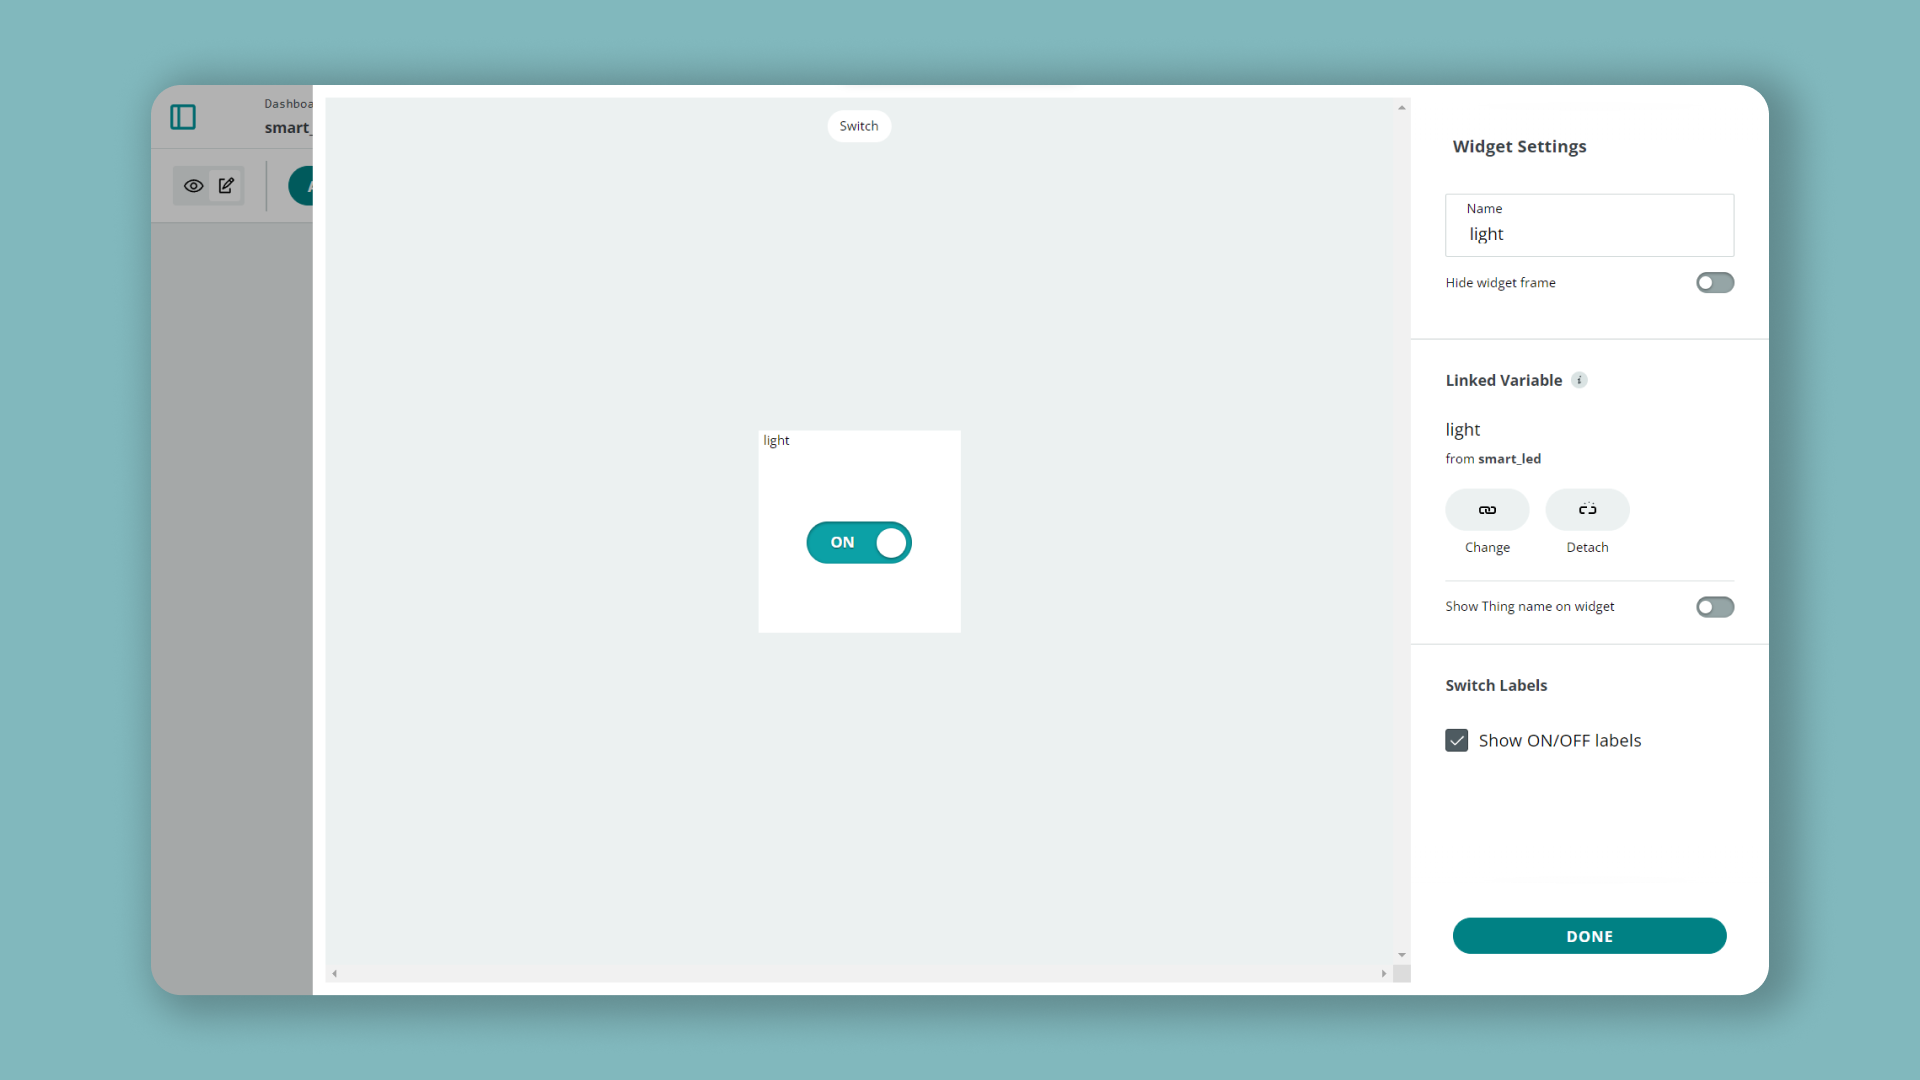 Dashboa
smart_
Switch
light
ON
Widget Settings
Name
light
Hide widget frame
Linked Variable i
light
from smart_led
Change Detach
Show Thing name on widget
Switch Labels
Show ON/OFF labels
DONE